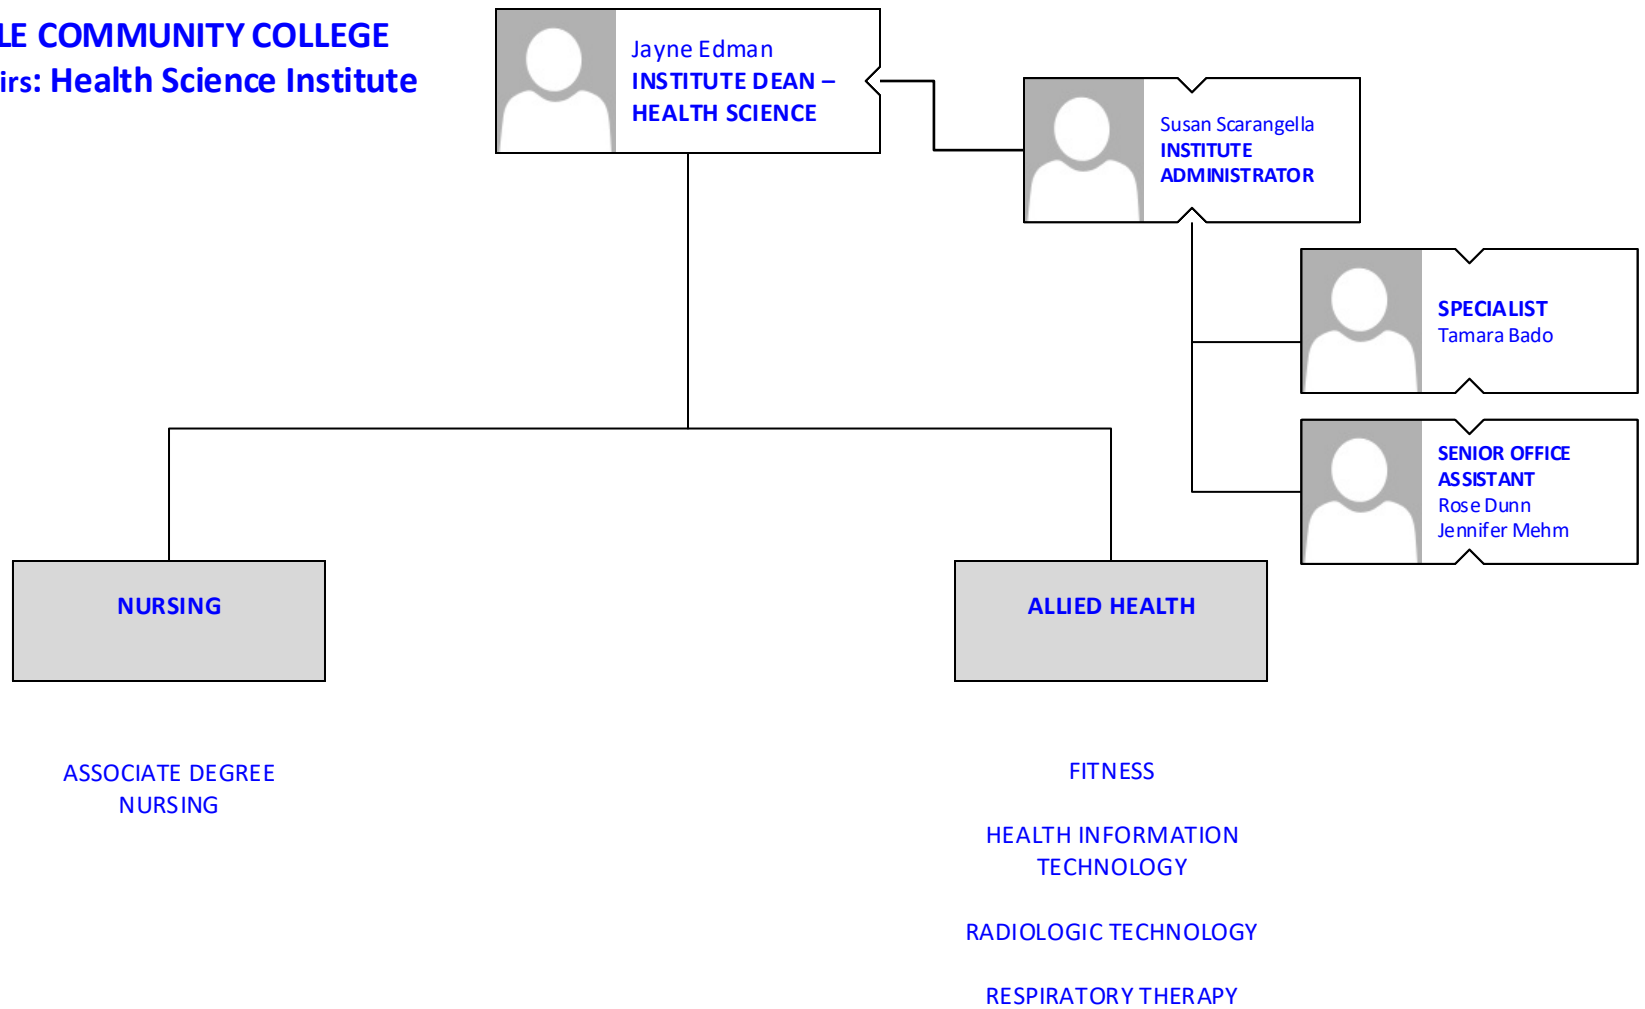 COMMUNITY COLLEGE
: Health Science Institute
Jayne Edman
INSTITUTE DEAN –
HEALTH SCIENCE
Susan Scarangella
INSTITUTE
ADMINISTRATOR
SPECIALIST
Tamara Bado
SENIOR OFFICE
ASSISTANT
Rose Dunn
Jennifer Mehm
NURSING
ALLIED HEALTH
ASSOCIATE DEGREE
NURSING
FITNESS
HEALTH INFORMATION
TECHNOLOGY
RADIOLOGIC TECHNOLOGY
RESPIRATORY THERAPY